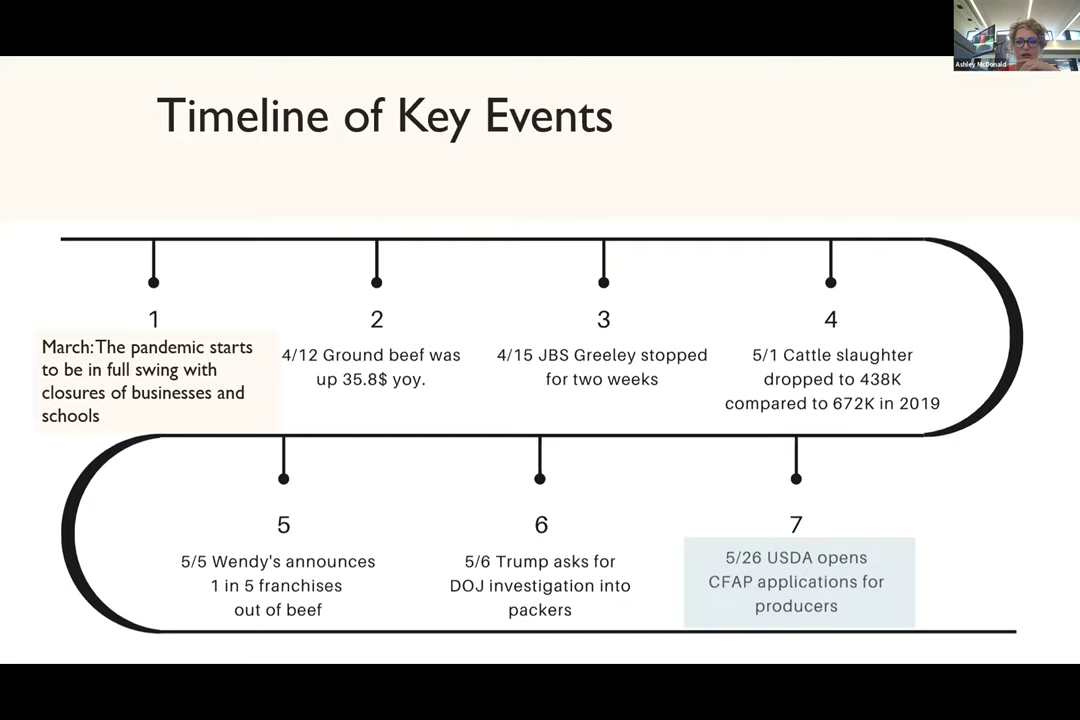 Ashley McDonald
Timeline of Key Events
1
March: The pandemic starts
to be in full swing with
closures of businesses and
schools
2
4/12 Ground beef was
up 35.8$ yoy.
3
4/15 JBS Greeley stopped
for two weeks
4
5/1 Cattle slaughter
dropped to 438K
compared to 672K in 2019
5
5/5 Wendy's announces
1 in 5 franchises
out of beef
6
5/6 Trump asks for
DOJ investigation into
packers
7
5/26 USDA opens
CFAP applications for
producers